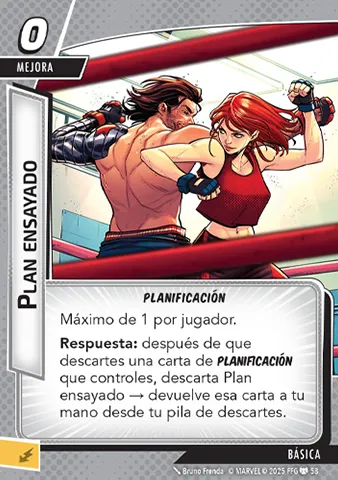 0
MEJORA
PLAN ENSAYADO
PLANIFICACIÓN
Máximo de 1 por jugador.
Respuesta: después de que
descartes una carta de PLANIFICACIÓN
que controles, descarta Plan
ensayado → devuelve esa carta a tu
mano desde tu pila de descartes.
BÁSICA
Bruno Frenda © MARVEL © 2025 FFG 58